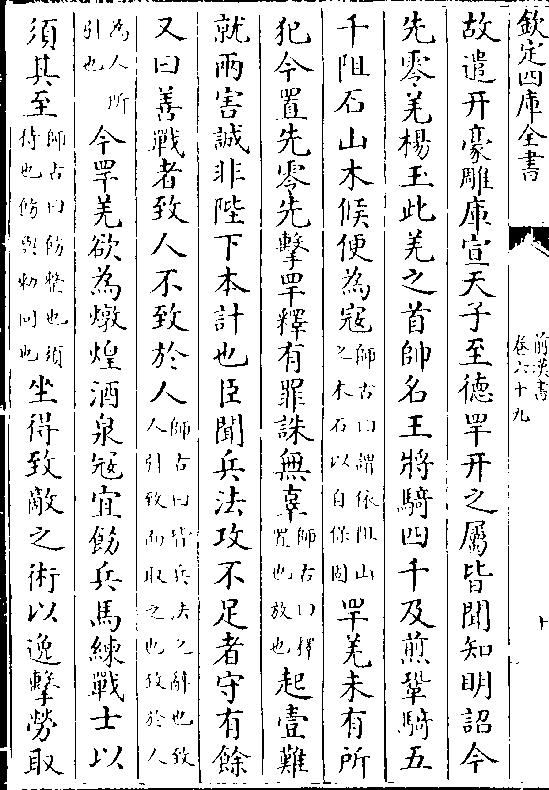 欽定四庫全書
前漢書
卷六十九
十
故遣幵豪雕庫宣天子至德罕幵之屬皆聞知明詔今
先零羌楊玉此羌之首帥名王將騎四千及煎鞏騎五
千阻石山木候便為冦師古曰謂依阻山之木石以自保固罕羌未有所
犯今置先零先擊罕釋有罪誅無辜師古曰釋置也放也起壹難
就兩害誠非陛下本計也臣聞兵法攻不足者守有餘
又曰善戰者致人不致於人師古曰皆兵法之辭也致人引致而取之也致於人
為人所引也今罕羌欲為燉煌酒泉冦宜飭兵馬練戰士以
須其至師古曰飭整也須待也飭與勑同也坐得致敵之術以逸擊勞取